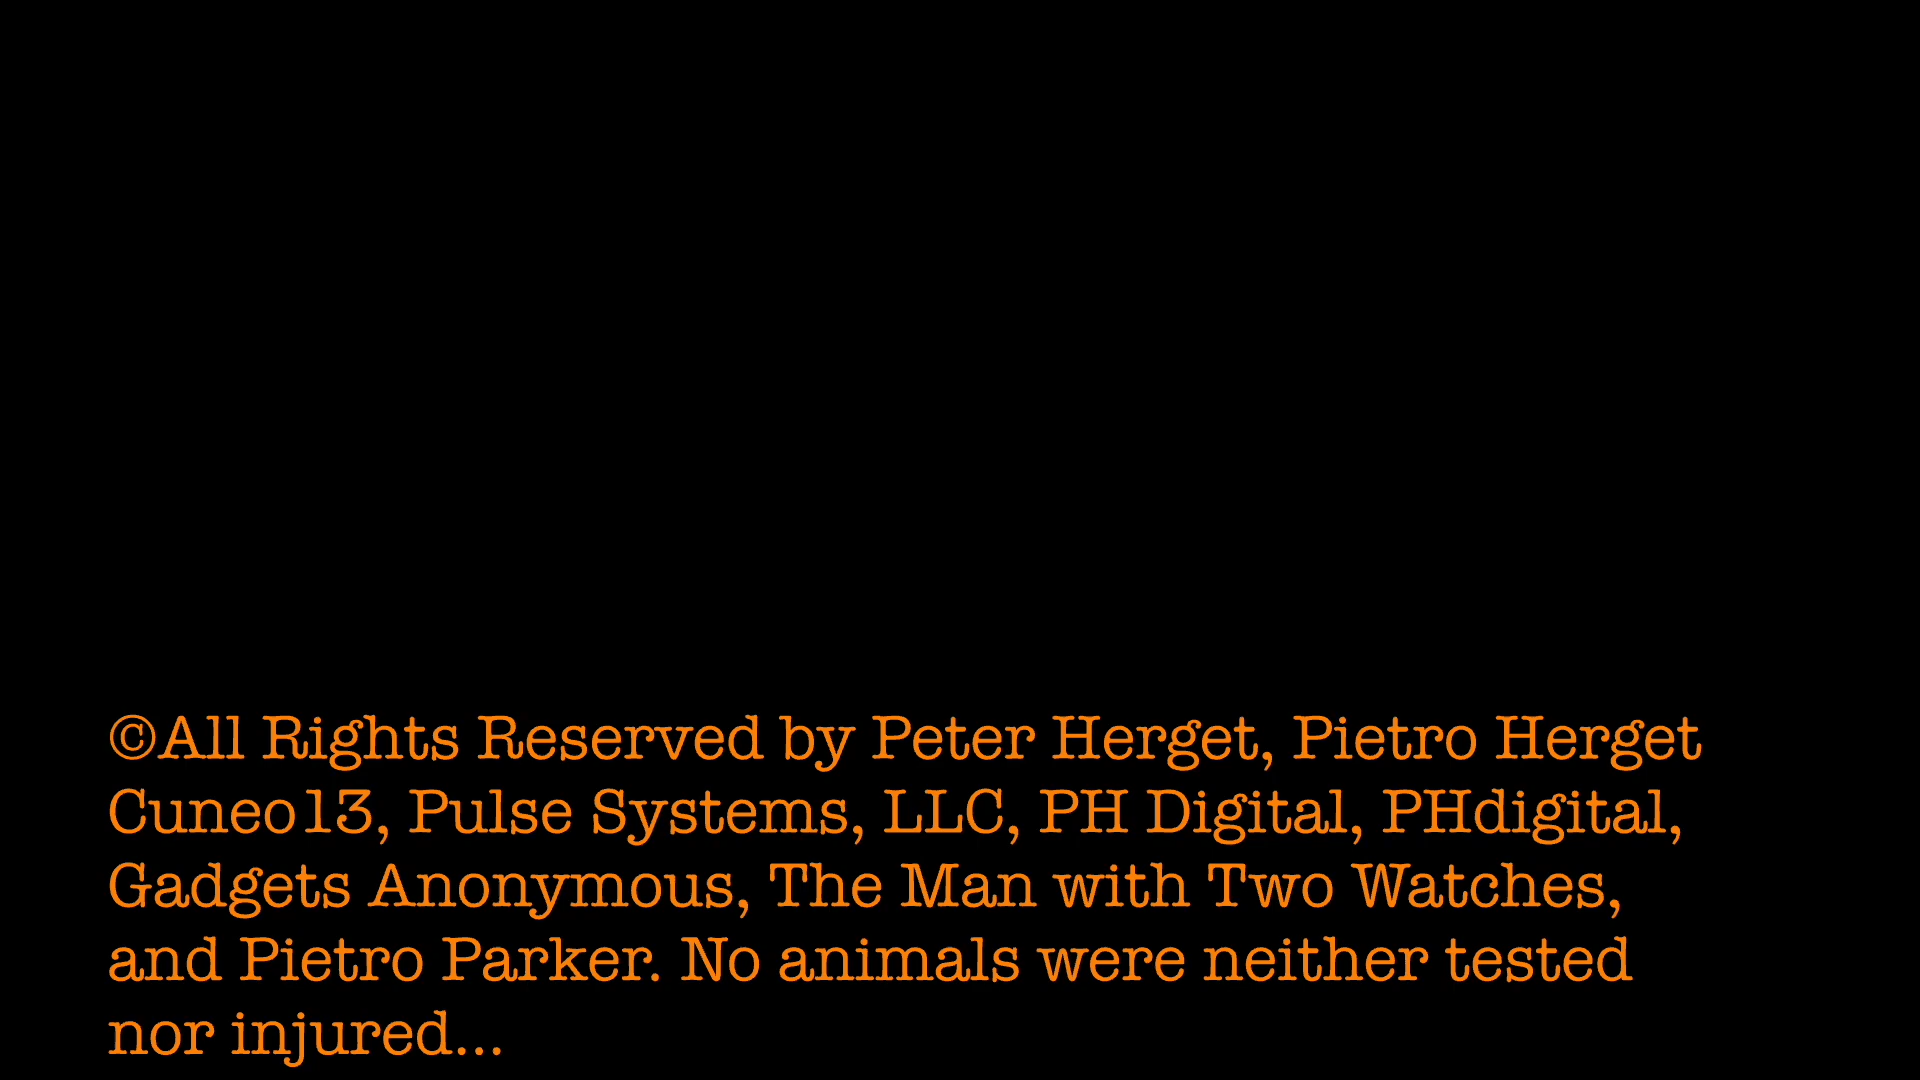 ©All Rights Reserved by Peter Herget, Pietro Herget
Cuneo13, Pulse Systems, LLC, PH Digital, PHdigital,
Gadgets Anonymous, The Man with Two Watches,
and Pietro Parker. No animals were neither tested
nor injured...